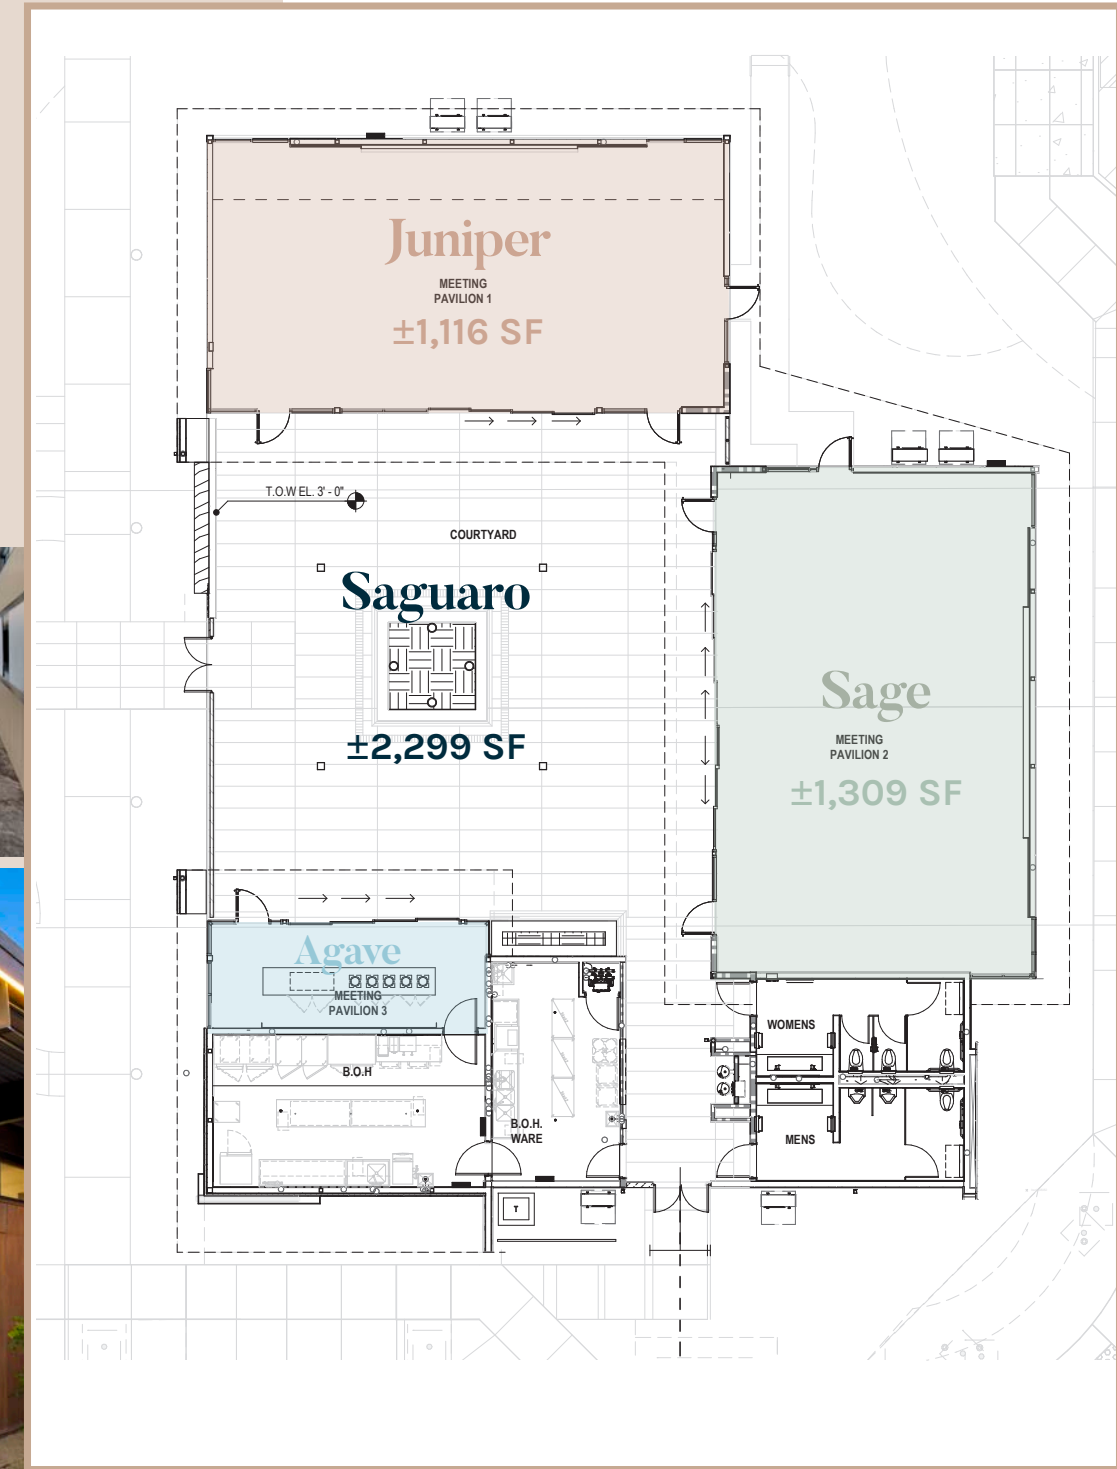 Juniper
MEETING
PAVILION 1
±1,116 SF
T.O.W EL. 3' - 0"
COURTYARD
Saguaro
±2,299 SF
Sage
MEETING
PAVILION 2
±1,309 SF
Agave
MEETING
PAVILION 3
B.O.H
B.O.H.
WARE
WOMENS
MENS
T